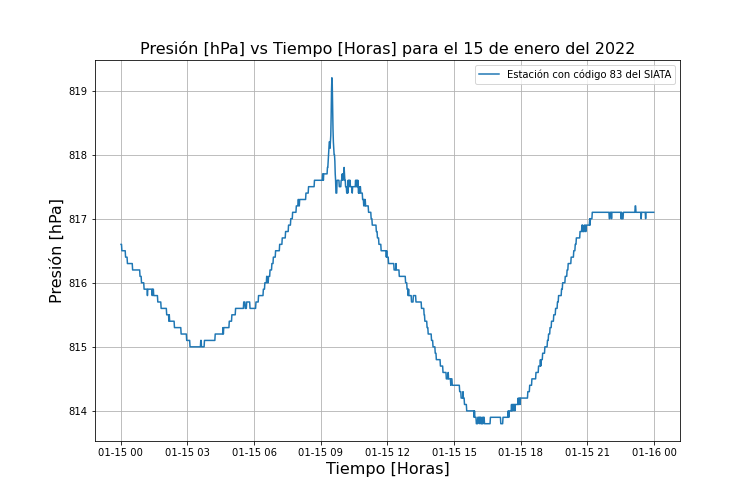 Presión [hPa] vs Tiempo [Horas] para el 15 de enero del 2022
Estación con código 83 del SIATA
Presión [hPa]
819
818
817
816
815
814
01-15 00 01-15 03 01-15 06 01-15 09 01-15 12 01-15 15 01-15 18 01-15 21 01-16 00
Tiempo [Horas]